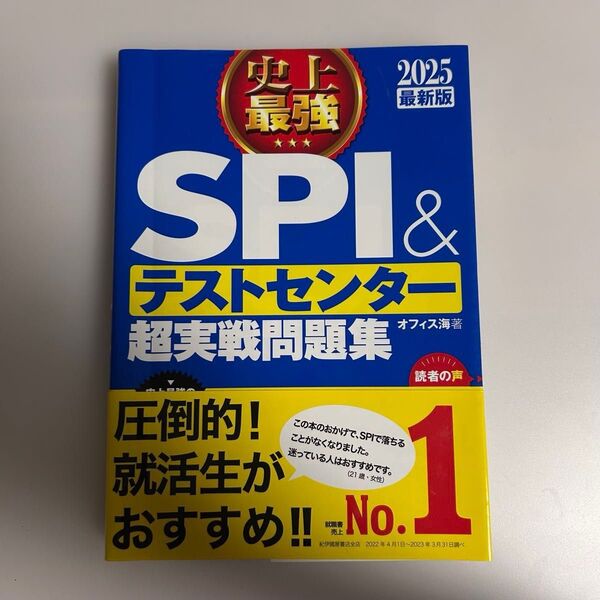 史上
最強
2025
最新版
SPI&
テストセンター
超実戦問題集
オフィス海著
読者の声
圧倒的!
就活生が
おすすめ!!
この本のおかげで、SPIで落ちる
ことがなくなりました。
迷っている人はおすすめです。
(21歳・女性)
就職書
売上
No.1
紀伊國屋書店全店 2022年4月1日~2023年3月31日調べ